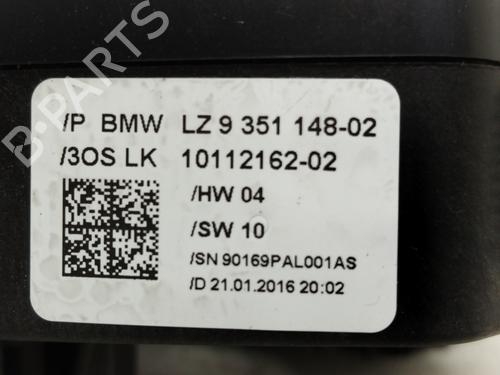 B-PARTS
/P BMW LZ 9 351 148-02
/3OS LK 10112162-02
/HW 04
/SW 10
/SN 90169PAL001AS
/D 21.01.2016 20:02